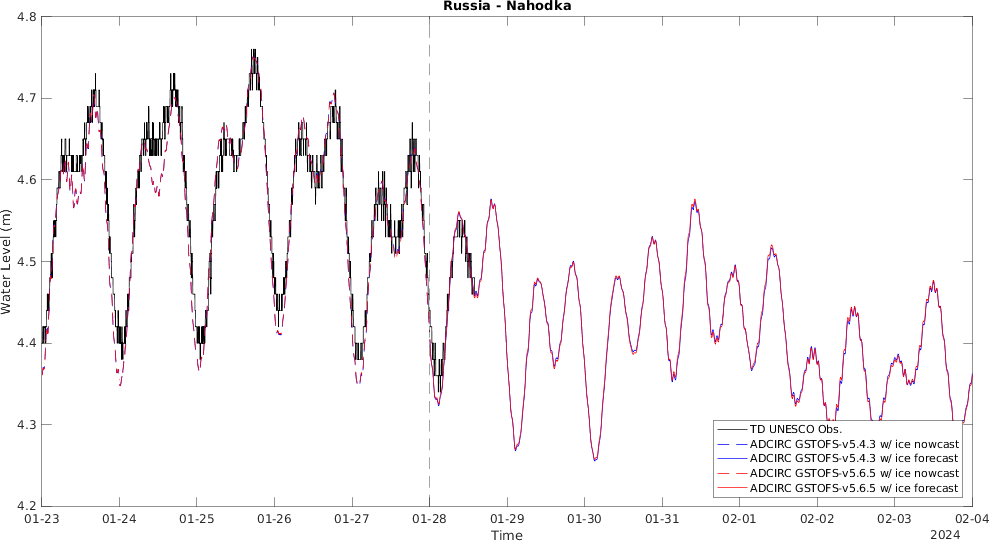 Russia - Nahodka
4.8
4.7
4.6
4.5
4.4
4.3
4.2
Water Level (m)
01-23 01-24 01-25 01-26 01-27 01-28 01-29 01-30 01-31 02-01 02-02 02-03 02-04
Time
2024
TD UNESCO Obs.
ADCIRC GSTOFS-v5.4.3 w/ ice nowcast
ADCIRC GSTOFS-v5.4.3 w/ ice forecast
ADCIRC GSTOFS-v5.6.5 w/ ice nowcast
ADCIRC GSTOFS-v5.6.5 w/ ice forecast